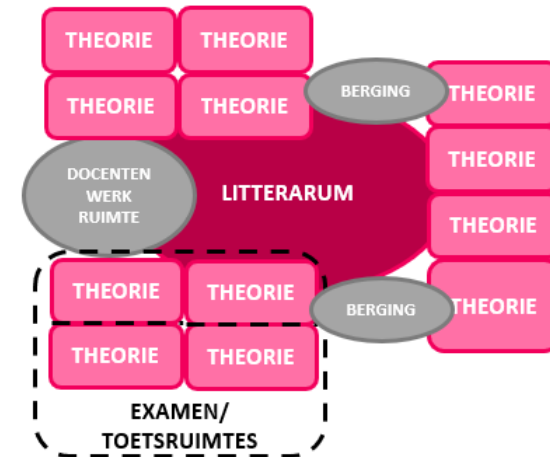 THEORIE THEORIE
THEORIE THEORIE
BERGING
THEORIE
THEORIE
DOCENTEN
WERK
RUIMTE
LITTERARUM
THEORIE
THEORIE THEORIE
BERGING
THEORIE
THEORIE THEORIE
EXAMEN/
TOETSRUIMTES